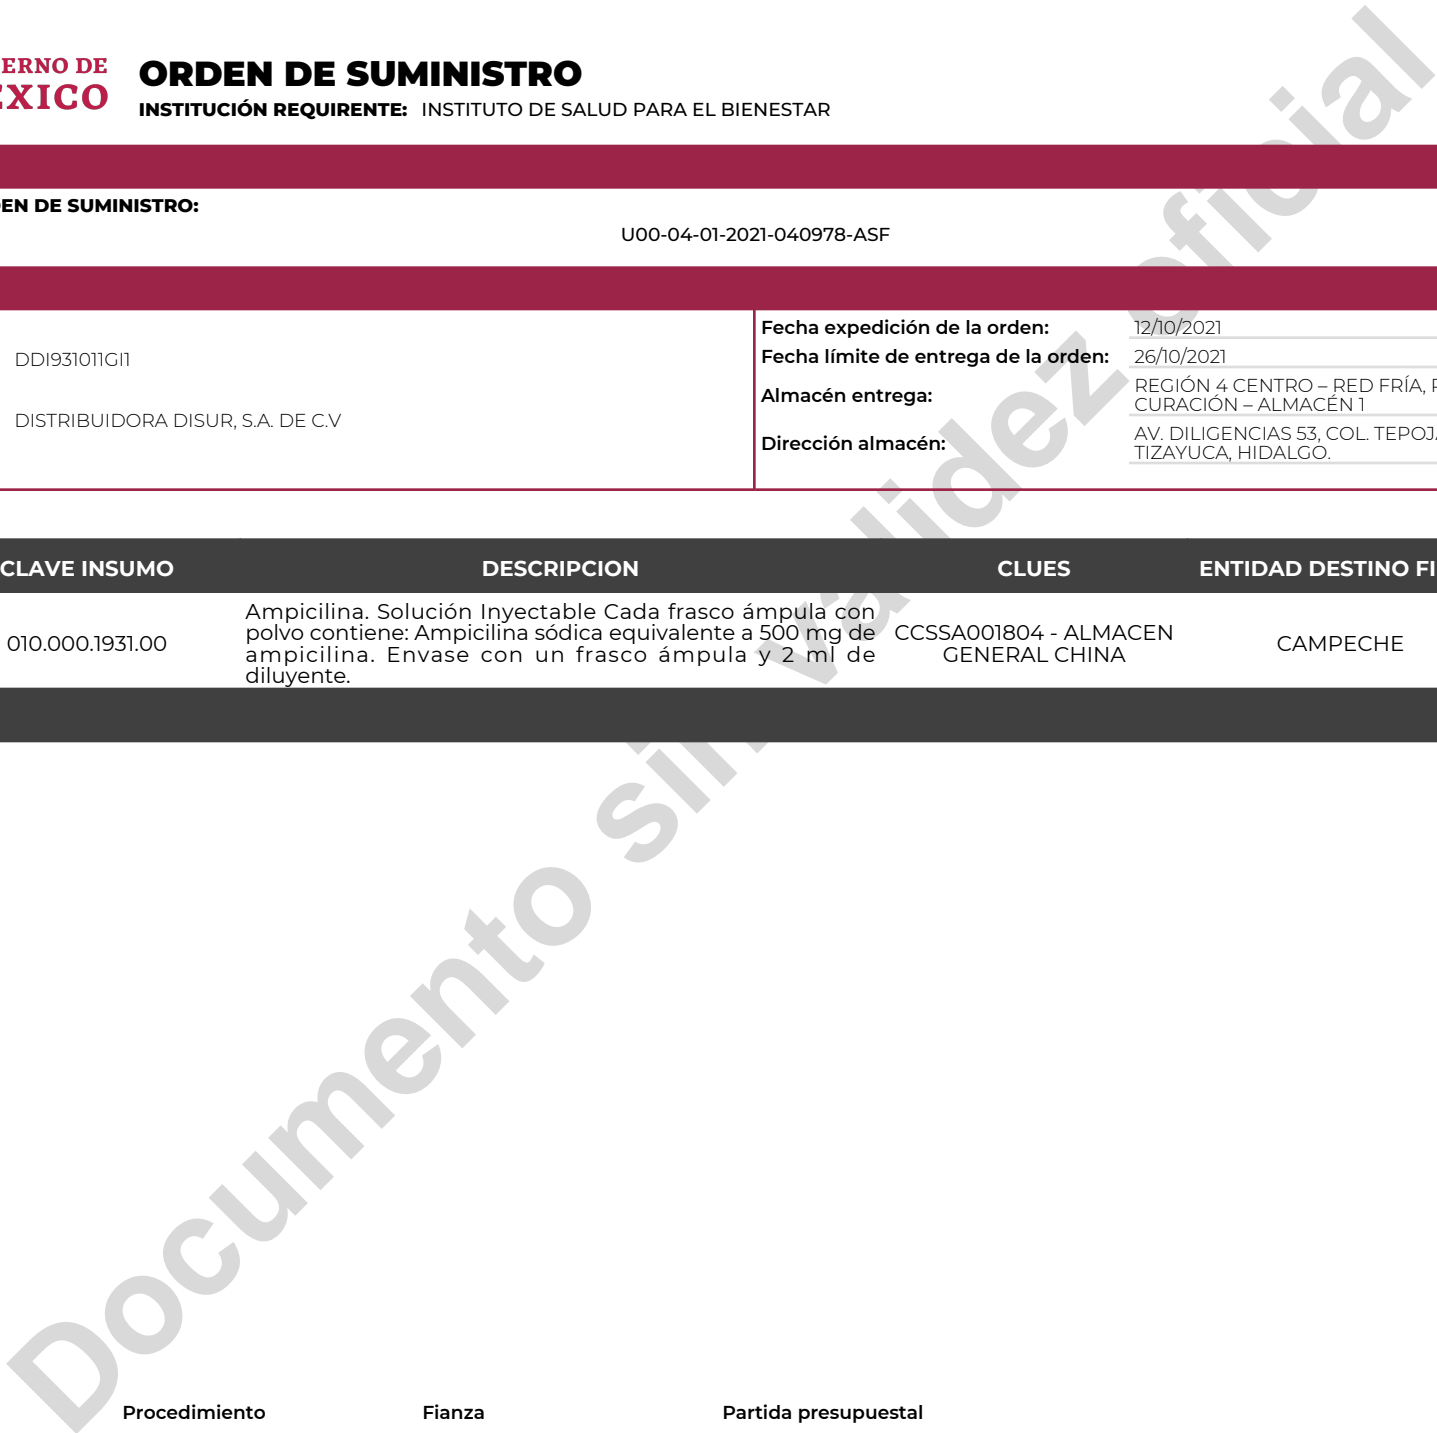 ERNO DE
ÉXICO
ORDEN DE SUMINISTRO
INSTITUCIÓN REQUIRENTE: INSTITUTO DE SALUD PARA EL BIENESTAR
EN DE SUMINISTRO:
U00-04-01-2021-040978-ASF
DDI931011GI1
DISTRIBUIDORA DISUR, S.A. DE C.V
Fecha expedición de la orden: 12/10/2021
Fecha límite de entrega de la orden: 26/10/2021
Almacén entrega: REGIÓN 4 CENTRO – RED FRÍA,
CURACIÓN – ALMACÉN 1
Dirección almacén: AV. DILIGENCIAS 53, COL. TEPOJA
TIZAYUCA, HIDALGO.
CLAVE INSUMO DESCRIPCION CLUES ENTIDAD DESTINO FI
010.000.1931.00
Ampicilina. Solución Inyectable Cada frasco ámpula con
polvo contiene: Ampicilina sódica equivalente a 500 mg de
ampicilina. Envase con un frasco ámpula y 2 ml de
diluyente.
CCSSA001804 - ALMACEN
GENERAL CHINA
CAMPECHE
Documento sin validez oficial
Procedimiento Fianza Partida presupuestal